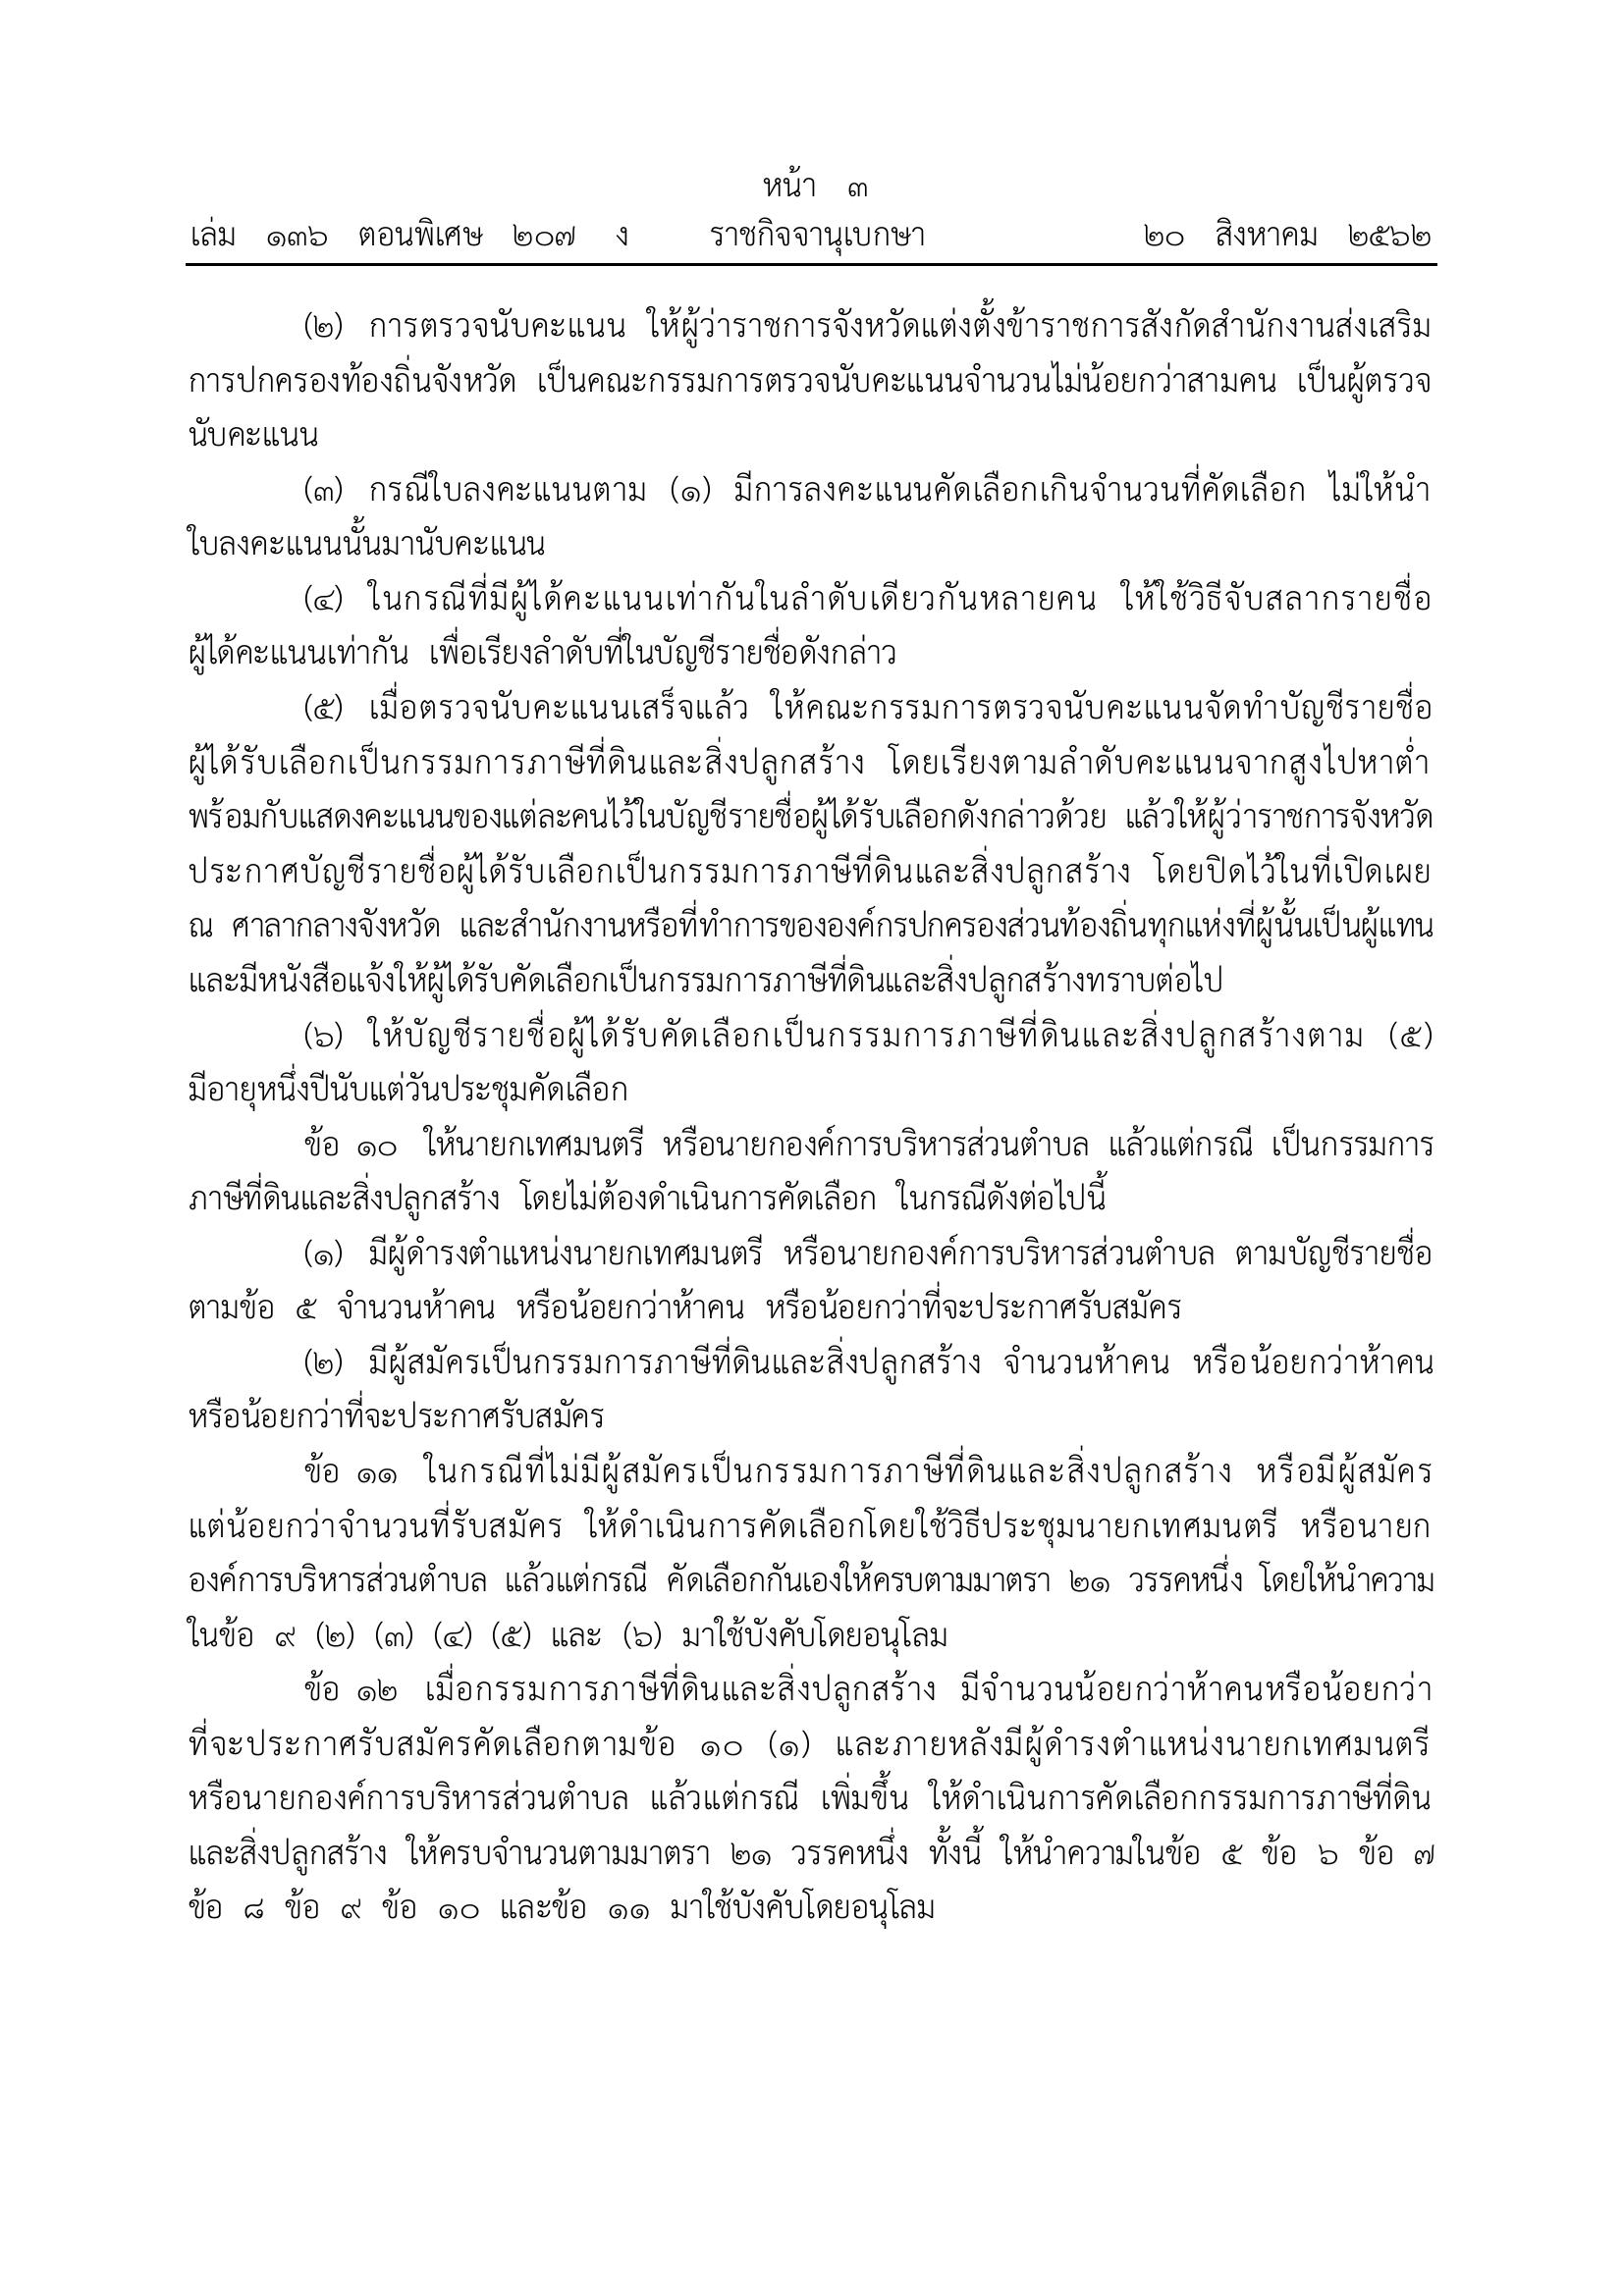 หน้า ๓
เล่ม ๑๓๖ ตอนพิเศษ ๒๐๗ ง ราชกิจจานุเบกษา ๒๐ สิงหาคม ๒๕๖๒
(๒) การตรวจนับคะแนน ให้ผู้ว่าราชการจังหวัดแต่งตั้งข้าราชการสังกัดสำนักงานส่งเสริม
การปกครองท้องถิ่นจังหวัด เป็นคณะกรรมการตรวจนับคะแนนจำนวนไม่น้อยกว่าสามคน เป็นผู้ตรวจ
นับคะแนน
(๓) กรณีใบลงคะแนนตาม (๑) มีการลงคะแนนคัดเลือกเกินจำนวนที่คัดเลือก ไม่ให้นำ
ใบลงคะแนนนั้นมานับคะแนน
(๔) ในกรณีที่มีผู้ได้คะแนนเท่ากันในลำดับเดียวกันหลายคน ให้ใช้วิธีจับสลากรายชื่อ
ผู้ได้คะแนนเท่ากัน เพื่อเรียงลำดับที่ในบัญชีรายชื่อดังกล่าว
(๕) เมื่อตรวจนับคะแนนเสร็จแล้ว ให้คณะกรรมการตรวจนับคะแนนจัดทำบัญชีรายชื่อ
ผู้ได้รับเลือกเป็นกรรมการภาษีที่ดินและสิ่งปลูกสร้าง โดยเรียงตามลำดับคะแนนจากสูงไปหาต่ำ
พร้อมกับแสดงคะแนนของแต่ละคนไว้ในบัญชีรายชื่อผู้ได้รับเลือกดังกล่าวด้วย แล้วให้ผู้ว่าราชการจังหวัด
ประกาศบัญชีรายชื่อผู้ได้รับเลือกเป็นกรรมการภาษีที่ดินและสิ่งปลูกสร้าง โดยปิดไว้ในที่เปิดเผย
ณ ศาลากลางจังหวัด และสำนักงานหรือที่ทำการขององค์กรปกครองส่วนท้องถิ่นทุกแห่งที่ผู้นั้นเป็นผู้แทน
และมีหนังสือแจ้งให้ผู้ได้รับคัดเลือกเป็นกรรมการภาษีที่ดินและสิ่งปลูกสร้างทราบต่อไป
(๖) ให้บัญชีรายชื่อผู้ได้รับคัดเลือกเป็นกรรมการภาษีที่ดินและสิ่งปลูกสร้างตาม (๕)
มีอายุหนึ่งปีนับแต่วันประชุมคัดเลือก
ข้อ ๑๐ ให้นายกเทศมนตรี หรือนายกองค์การบริหารส่วนตำบล แล้วแต่กรณี เป็นกรรมการ
ภาษีที่ดินและสิ่งปลูกสร้าง โดยไม่ต้องดำเนินการคัดเลือก ในกรณีดังต่อไปนี้
(๑) มีผู้ดำรงตำแหน่งนายกเทศมนตรี หรือนายกองค์การบริหารส่วนตำบล ตามบัญชีรายชื่อ
ตามข้อ ๕ จำนวนห้าคน หรือน้อยกว่าห้าคน หรือน้อยกว่าที่จะประกาศรับสมัคร
(๒) มีผู้สมัครเป็นกรรมการภาษีที่ดินและสิ่งปลูกสร้าง จำนวนห้าคน หรือน้อยกว่าห้าคน
หรือน้อยกว่าที่จะประกาศรับสมัคร
ข้อ ๑๑ ในกรณีที่ไม่มีผู้สมัครเป็นกรรมการภาษีที่ดินและสิ่งปลูกสร้าง หรือมีผู้สมัคร
แต่น้อยกว่าจำนวนที่รับสมัคร ให้ดำเนินการคัดเลือกโดยใช้วิธีประชุมนายกเทศมนตรี หรือนายก
องค์การบริหารส่วนตำบล แล้วแต่กรณี คัดเลือกกันเองให้ครบตามมาตรา ๒๑ วรรคหนึ่ง โดยให้นำความ
ในข้อ ๙ (๒) (๓) (๔) (๕) และ (๖) มาใช้บังคับโดยอนุโลม
ข้อ ๑๒ เมื่อกรรมการภาษีที่ดินและสิ่งปลูกสร้าง มีจำนวนน้อยกว่าห้าคนหรือน้อยกว่า
ที่จะประกาศรับสมัครคัดเลือกตามข้อ ๑๐ (๑) และภายหลังมีผู้ดำรงตำแหน่งนายกเทศมนตรี
หรือนายกองค์การบริหารส่วนตำบล แล้วแต่กรณี เพิ่มขึ้น ให้ดำเนินการคัดเลือกกรรมการภาษีที่ดิน
และสิ่งปลูกสร้าง ให้ครบจำนวนตามมาตรา ๒๑ วรรคหนึ่ง ทั้งนี้ ให้นำความในข้อ ๕ ข้อ ๖ ข้อ ๗
ข้อ ๘ ข้อ ๙ ข้อ ๑๐ และข้อ ๑๑ มาใช้บังคับโดยอนุโลม